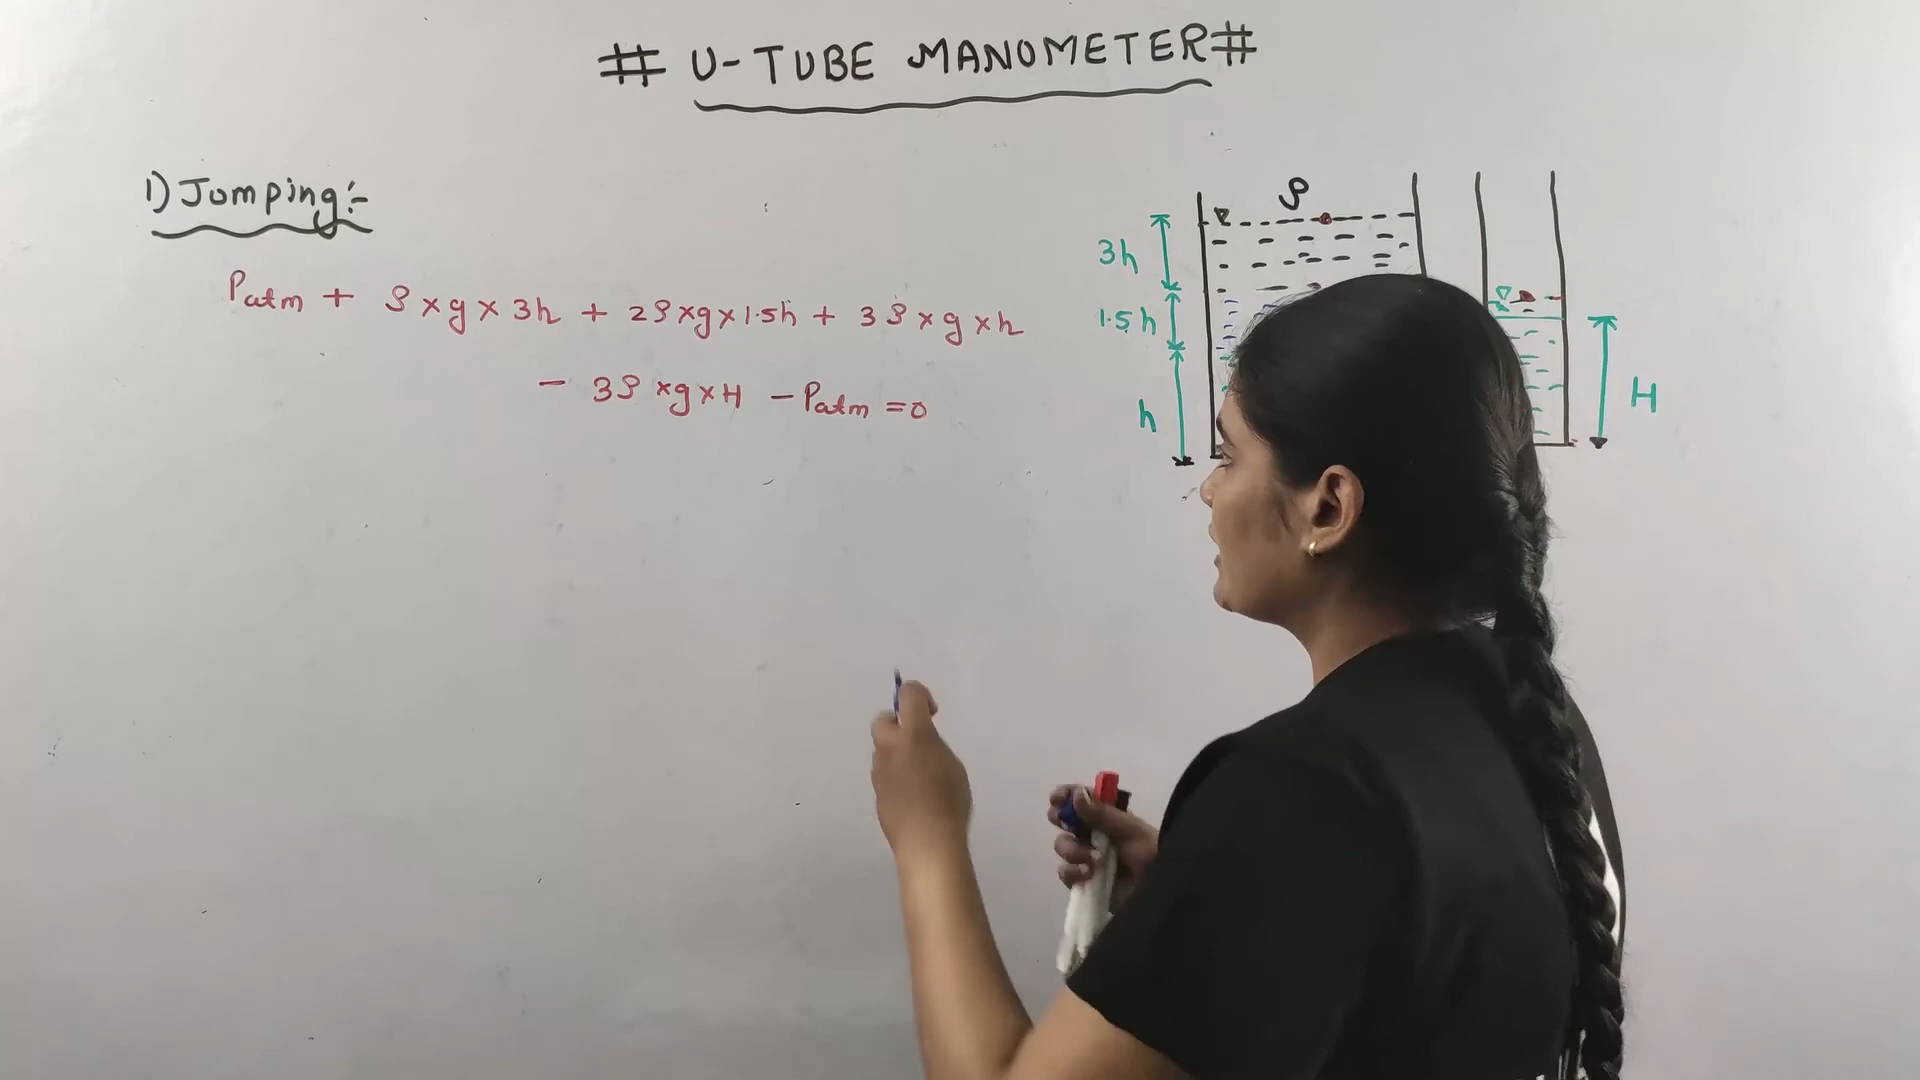 # U-TUBE MANOMETER #
1) Jumping:-
Patm + ρ×g×3h + 2ρ×g×1.5h + 3ρ×g×h
- 3ρ×g×H - Patm = 0
ρ
3h
1.5h
h
H